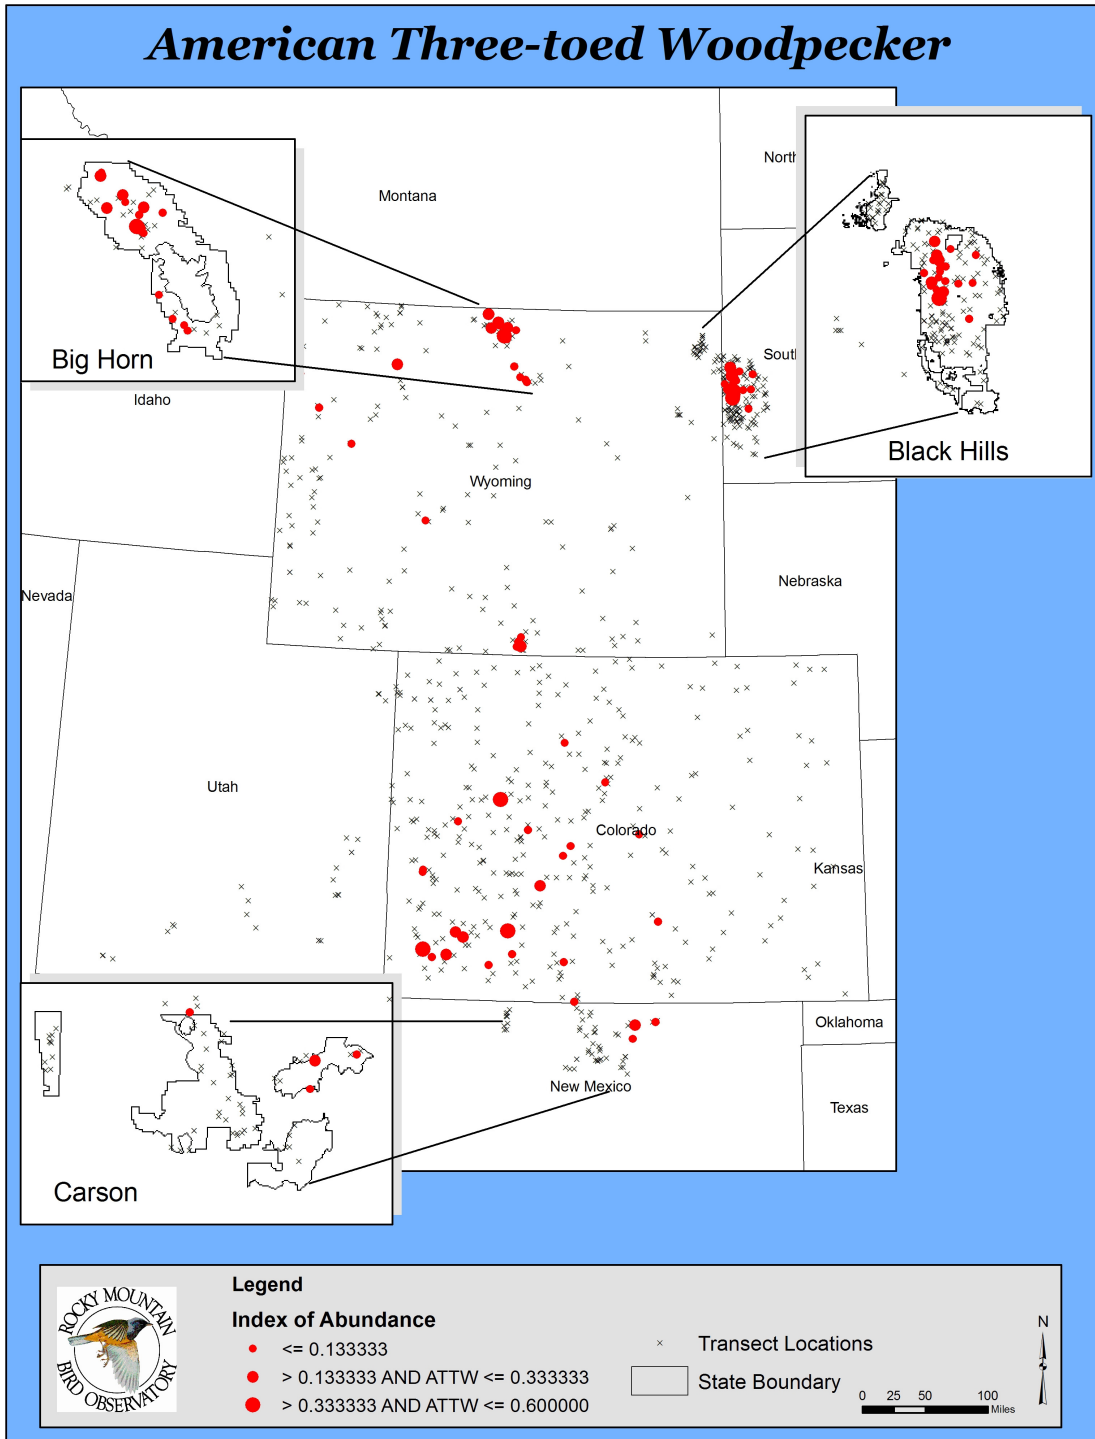 American Three-toed Woodpecker
Montana
North
Big Horn
Idaho
South
Black Hills
Wyoming
Nebraska
Nevada
Utah
Colorado
Kansas
Oklahoma
New Mexico
Texas
Carson
Legend
Index of Abundance
<= 0.133333
> 0.133333 AND ATTW <= 0.333333
> 0.333333 AND ATTW <= 0.600000
Transect Locations
State Boundary
ROCKY MOUNTAIN
BIRD OBSERVATORY
N
0 25 50 100
Miles